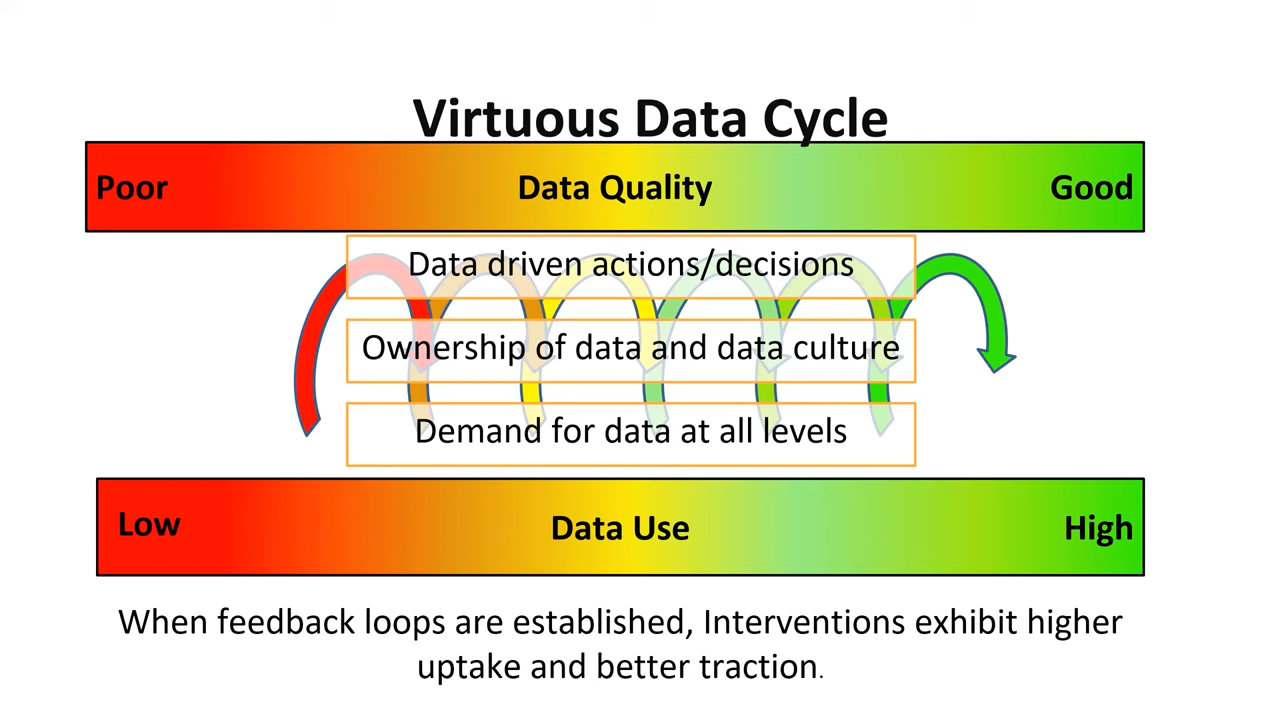 Virtuous Data Cycle
Poor Data Quality Good
Data driven actions/decisions
Ownership of data and data culture
Demand for data at all levels
Low Data Use High
When feedback loops are established, Interventions exhibit higher
uptake and better traction.